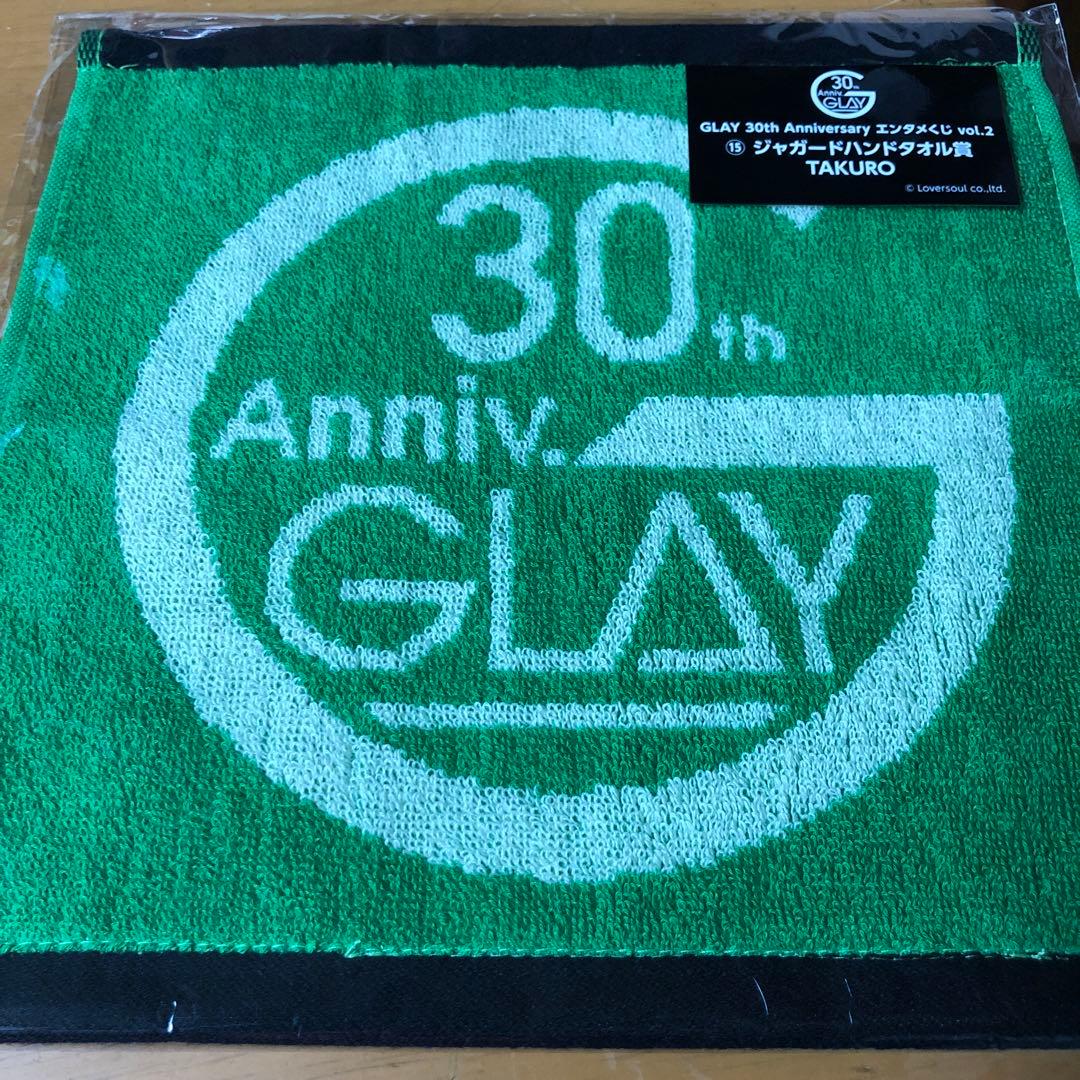 30th
Anniv.
GLAY
GLAY 30th Anniversary エンタメくじ vol.2
⑮ ジャガードハンドタオル賞
TAKURO
© Loversoul co.,ltd.
30th
Anniv.
GLAY